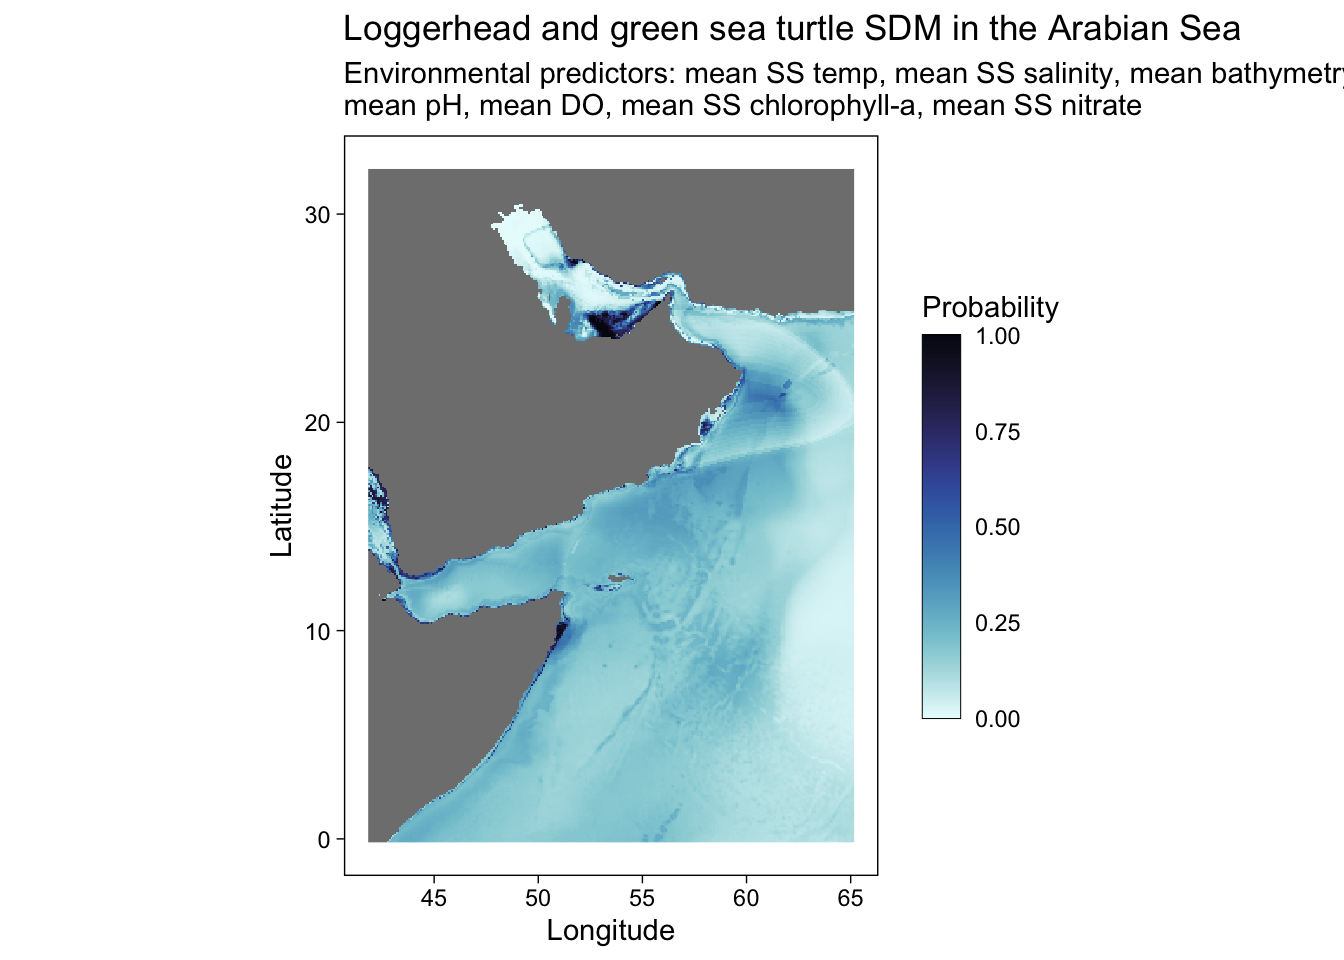 Loggerhead and green sea turtle SDM in the Arabian Sea
Environmental predictors: mean SS temp, mean SS salinity, mean bathymetry
mean pH, mean DO, mean SS chlorophyll-a, mean SS nitrate
Probability
1.00
0.75
0.50
0.25
0.00
Latitude
30
20
10
0
45
50
55
60
65
Longitude